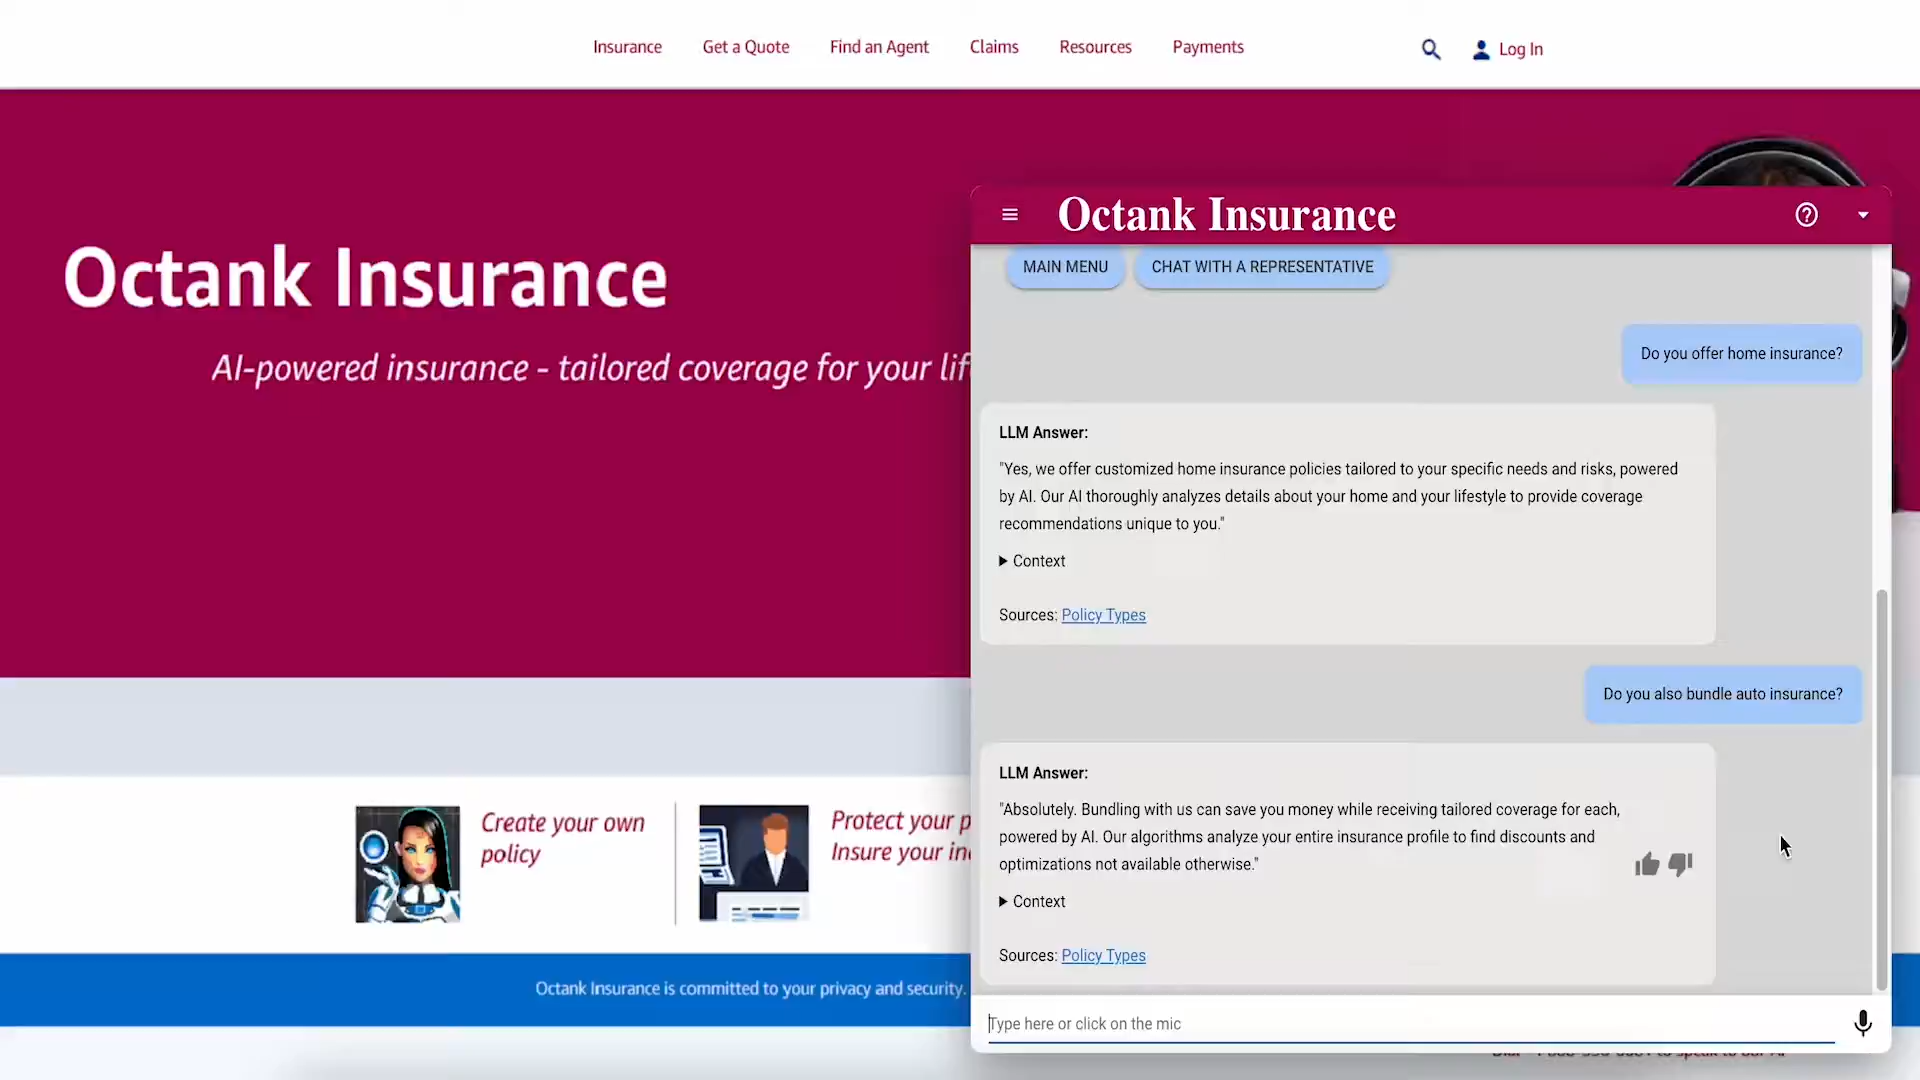 Insurance Get a Quote Find an Agent Claims Resources Payments Log In
Octank Insurance
AI-powered insurance - tailored coverage for your
Create your own
policy
Protect your
Insure your
Octank Insurance is committed to your privacy and security.
Octank Insurance
MAIN MENU CHAT WITH A REPRESENTATIVE
Do you offer home insurance?
LLM Answer:
"Yes, we offer customized home insurance policies tailored to your specific needs and risks, powered
by AI. Our AI thoroughly analyzes details about your home and your lifestyle to provide coverage
recommendations unique to you."
Context
Sources: Policy Types
Do you also bundle auto insurance?
LLM Answer:
"Absolutely. Bundling with us can save you money while receiving tailored coverage for each,
powered by AI. Our algorithms analyze your entire insurance profile to find discounts and
optimizations not available otherwise."
Context
Sources: Policy Types
Type here or click on the mic